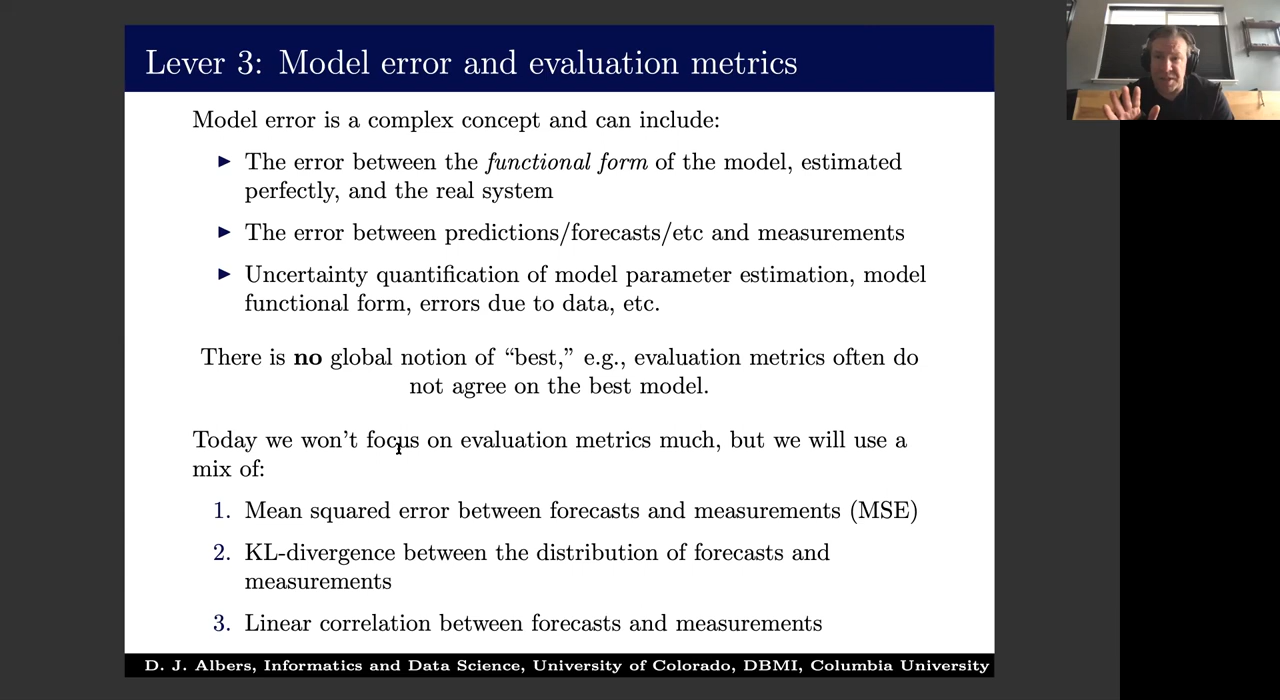 Lever 3: Model error and evaluation metrics
Model error is a complex concept and can include:
The error between the functional form of the model, estimated
perfectly, and the real system
The error between predictions/forecasts/etc and measurements
Uncertainty quantification of model parameter estimation, model
functional form, errors due to data, etc.
There is no global notion of “best,” e.g., evaluation metrics often do
not agree on the best model.
Today we won’t focus on evaluation metrics much, but we will use a
mix of:
1. Mean squared error between forecasts and measurements (MSE)
2. KL-divergence between the distribution of forecasts and
measurements
3. Linear correlation between forecasts and measurements
D. J. Albers, Informatics and Data Science, University of Colorado, DBMI, Columbia University